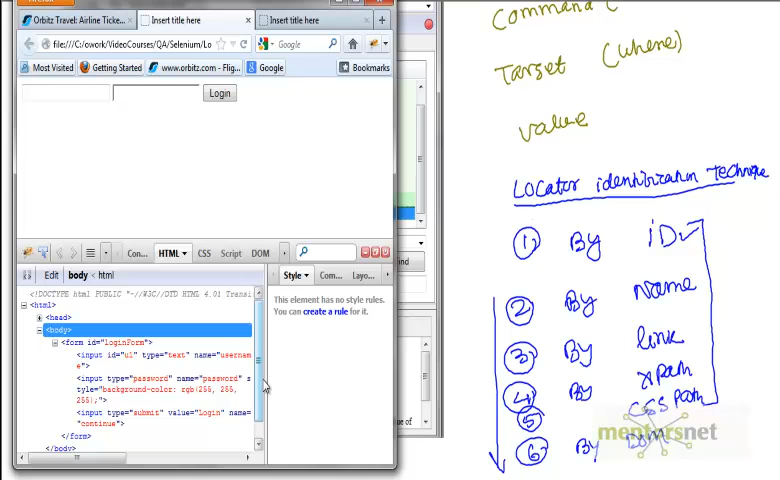 Orbitz Travel: Airline Ticke...
Insert title here
Insert title here
file:///C:/owork/VideoCourses/QA/Selenium/Lo
Google
Most Visited
Getting Started
www.orbitz.com - Flig...
Google
Bookmarks
Login
Con...
HTML
CSS
Script
DOM
Edit
body < html
Style
Com...
Layo...
<!DOCTYPE html PUBLIC "-//W3C//DTD HTML 4.01 Transi
<html>
<head>
<body>
<form id="loginForm">
<input id="u1" type="text" name="usernam
e">
<input type="password" name="password" s
tyle="background-color: rgb(255, 255,
255);">
<input type="submit" value="Login" name=
"continue">
</form>
</body>
This element has no style rules.
You can create a rule for it.
ind
alue of
Command (
Target (where)
value
Locator identification Technique
① By iD
② By Name
③ By link
④ By xPath
⑤ CSS Path
⑥ By
mentorsnet